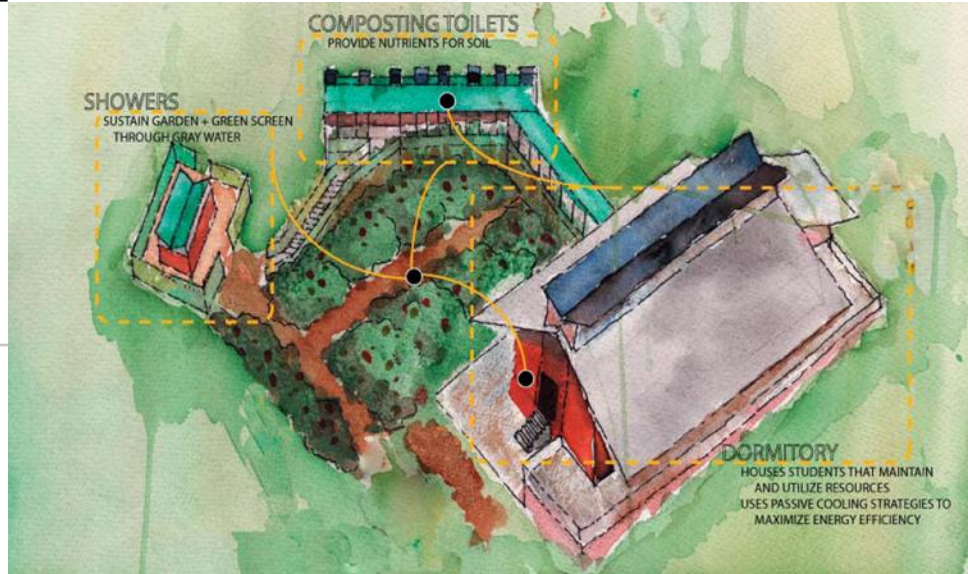 COMPOSTING TOILETS
PROVIDE NUTRIENTS FOR SOIL
SHOWERS
SUSTAIN GARDEN + GREEN SCREEN
THROUGH GRAY WATER
DORMITORY
HOUSES STUDENTS THAT MAINTAIN
AND UTILIZE RESOURCES
USES PASSIVE COOLING STRATEGIES TO
MAXIMIZE ENERGY EFFICIENCY